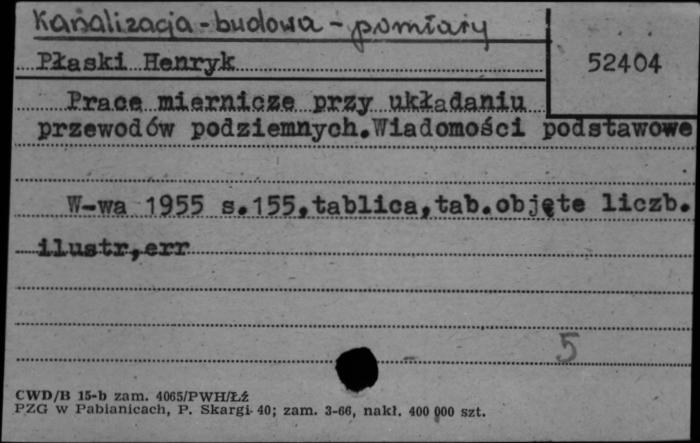 Kanalizacja - budowa - pomiary
Płaski Henryk
52404
Prace miernicze przy układaniu
przewodów podziemnych.Wiadomości podstawowe
W-wa 1955 s.155,tablica,tab.objęte liczb.
ilustr,err
5
CWD/B 15-b zam. 4065/PWH/Łź
PZG w Pabianicach, P. Skargi 40; zam. 3-66, nakł. 400 000 szt.